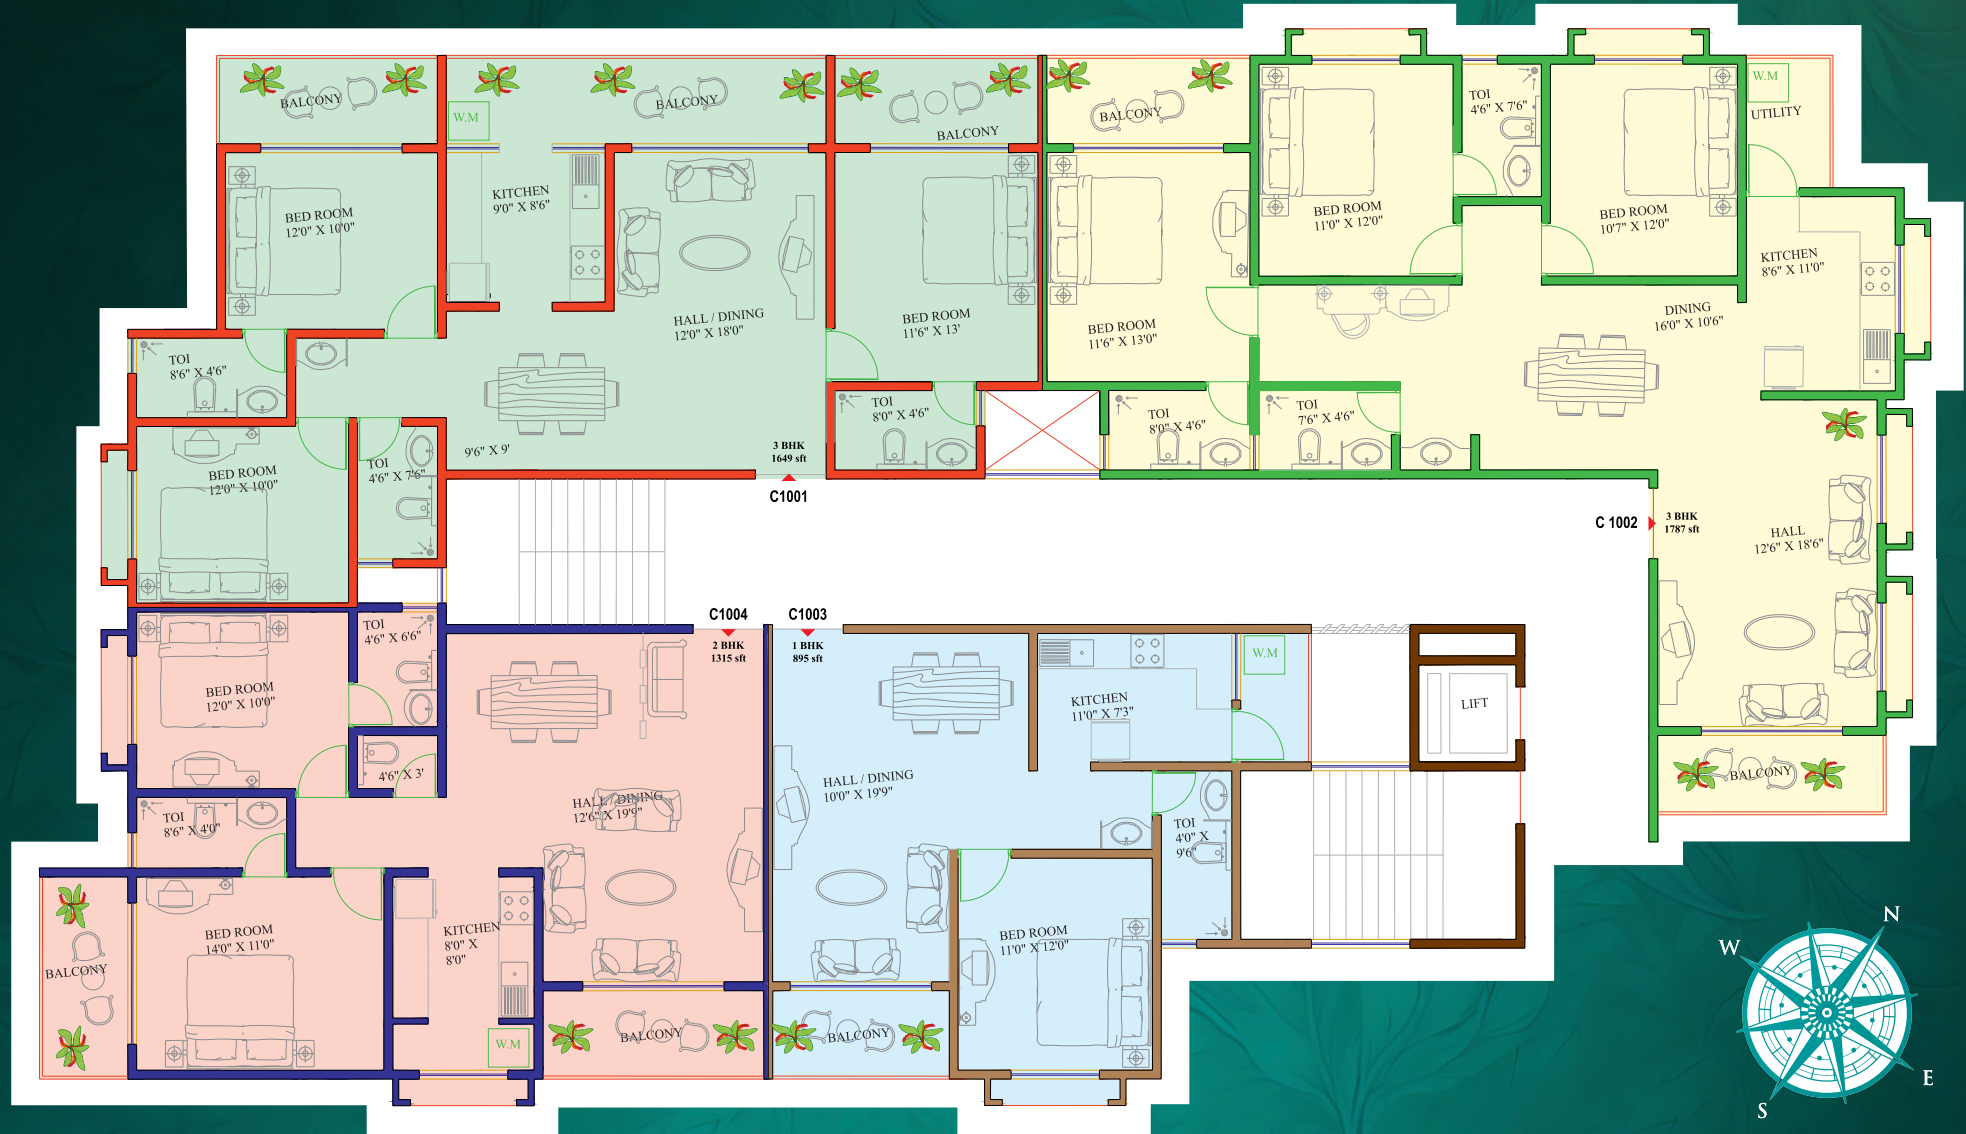 BALCONY
W.M
BALCONY
BALCONY
BALCONY
TOI
4'6" X 7'6"
W.M
UTILITY
BED ROOM
12'0" X 10'0"
KITCHEN
9'0" X 8'6"
HALL / DINING
12'0" X 18'0"
BED ROOM
11'6" X 13'
BED ROOM
11'6" X 13'0"
BED ROOM
11'0" X 12'0"
BED ROOM
10'7" X 12'0"
KITCHEN
8'6" X 11'0"
DINING
16'0" X 10'6"
TOI
8'6" X 4'6"
TOI
8'0" X 4'6"
TOI
8'0" X 4'6"
TOI
7'6" X 4'6"
BED ROOM
12'0" X 10'0"
TOI
4'6" X 7'6"
9'6" X 9'
3 BHK
1649 sft
C1001
C 1002
3 BHK
1787 sft
HALL
12'6" X 18'6"
BALCONY
C1004
2 BHK
1315 sft
C1003
1 BHK
895 sft
TOI
4'6" X 6'6"
BED ROOM
12'0" X 10'0"
4'6" X 3'
TOI
8'6" X 4'0"
HALL / DINING
12'6" X 19'9"
HALL / DINING
10'0" X 19'9"
KITCHEN
11'0" X 7'3"
W.M
LIFT
TOI
4'0" X
9'6"
BED ROOM
14'0" X 11'0"
KITCHEN
8'0" X
8'0"
BED ROOM
11'0" X 12'0"
BALCONY
W.M
BALCONY
BALCONY
N
W
E
S